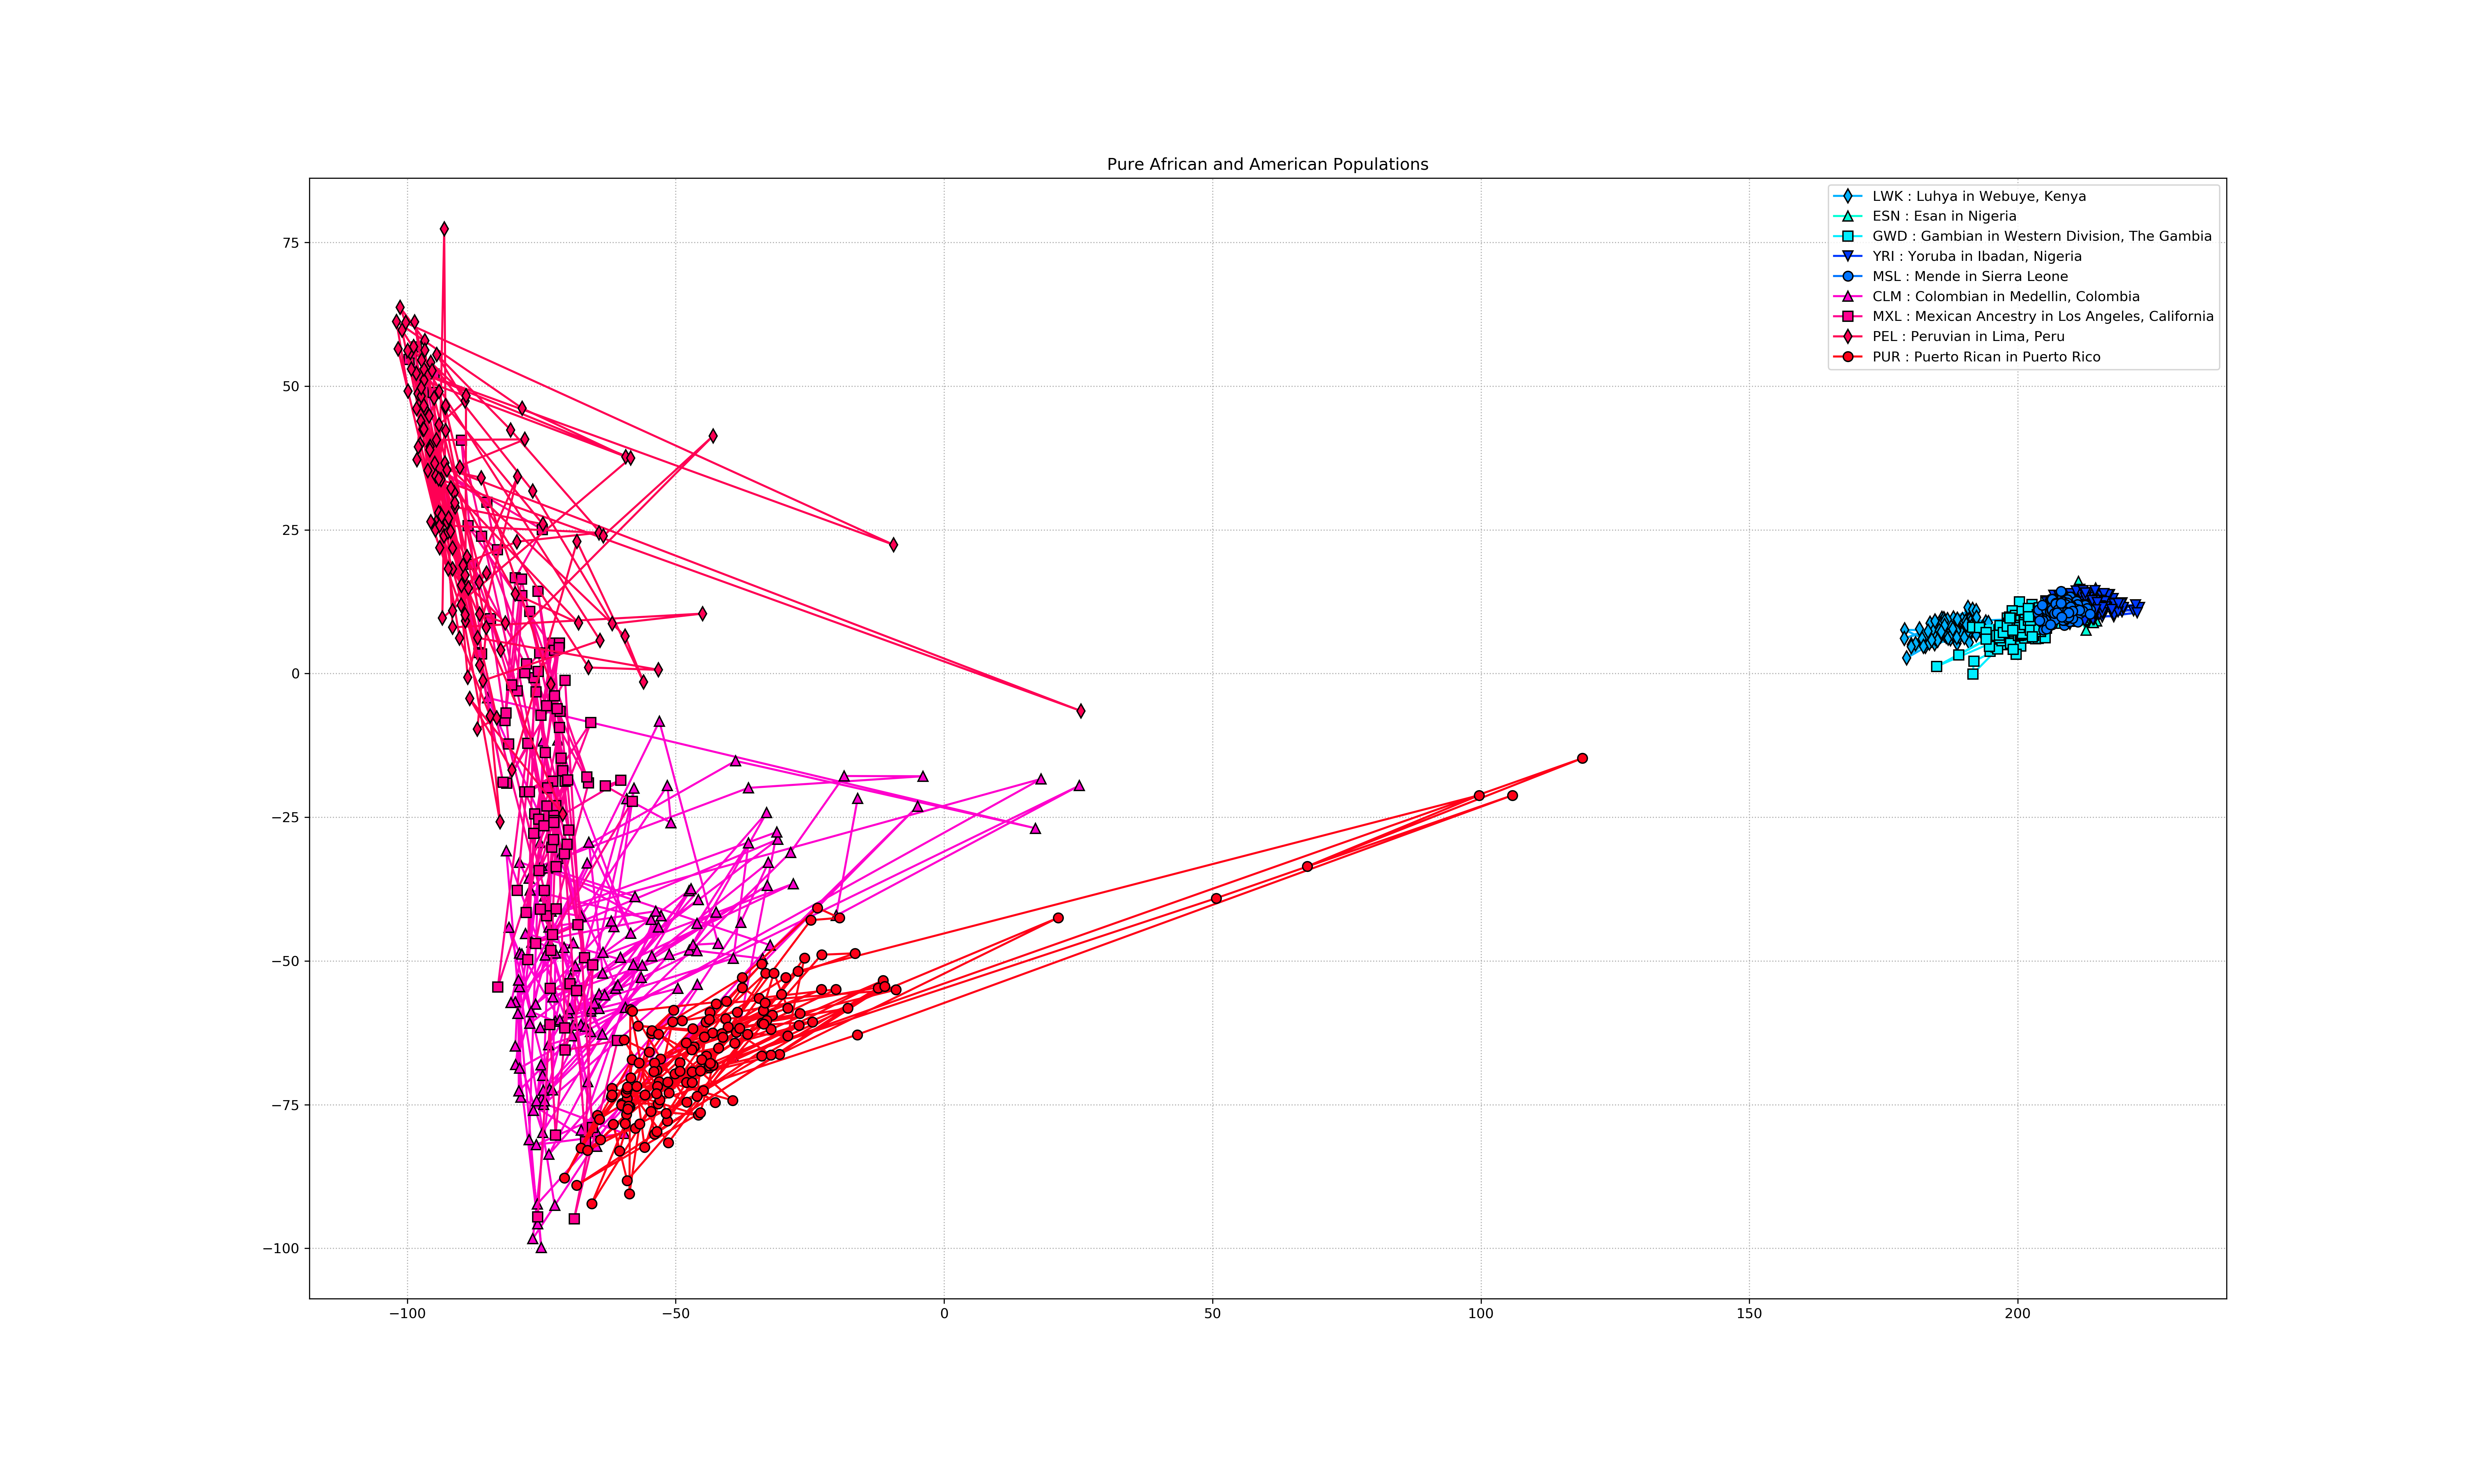 Pure African and American Populations
LWK : Luhya in Webuye, Kenya
ESN : Esan in Nigeria
GWD : Gambian in Western Division, The Gambia
YRI : Yoruba in Ibadan, Nigeria
MSL : Mende in Sierra Leone
CLM : Colombian in Medellin, Colombia
MXL : Mexican Ancestry in Los Angeles, California
PEL : Peruvian in Lima, Peru
PUR : Puerto Rican in Puerto Rico
75
50
25
0
−25
−50
−75
−100
−100 −50 0 50 100 150 200